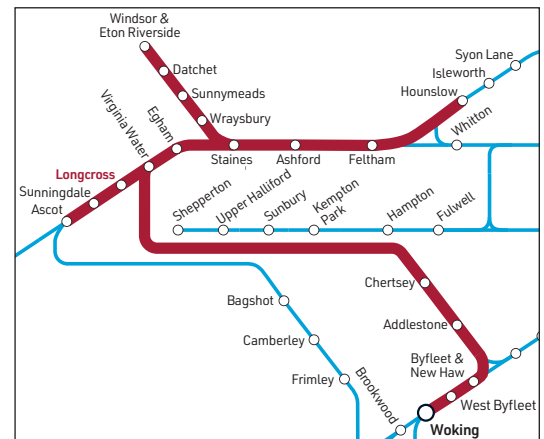 Windsor &
Eton Riverside
Datchet
Sunnymeads
Wraysbury
Syon Lane
Isleworth
Hounslow
Whitton
Virginia Water
Egham
Staines
Ashford
Feltham
Longcross
Sunningdale
Ascot
Shepperton
Upper Halliford
Sunbury
Kempton
Park
Hampton
Fulwell
Chertsey
Bagshot
Addlestone
Camberley
Byfleet &
New Haw
Frimley
Brookwood
West Byfleet
Woking